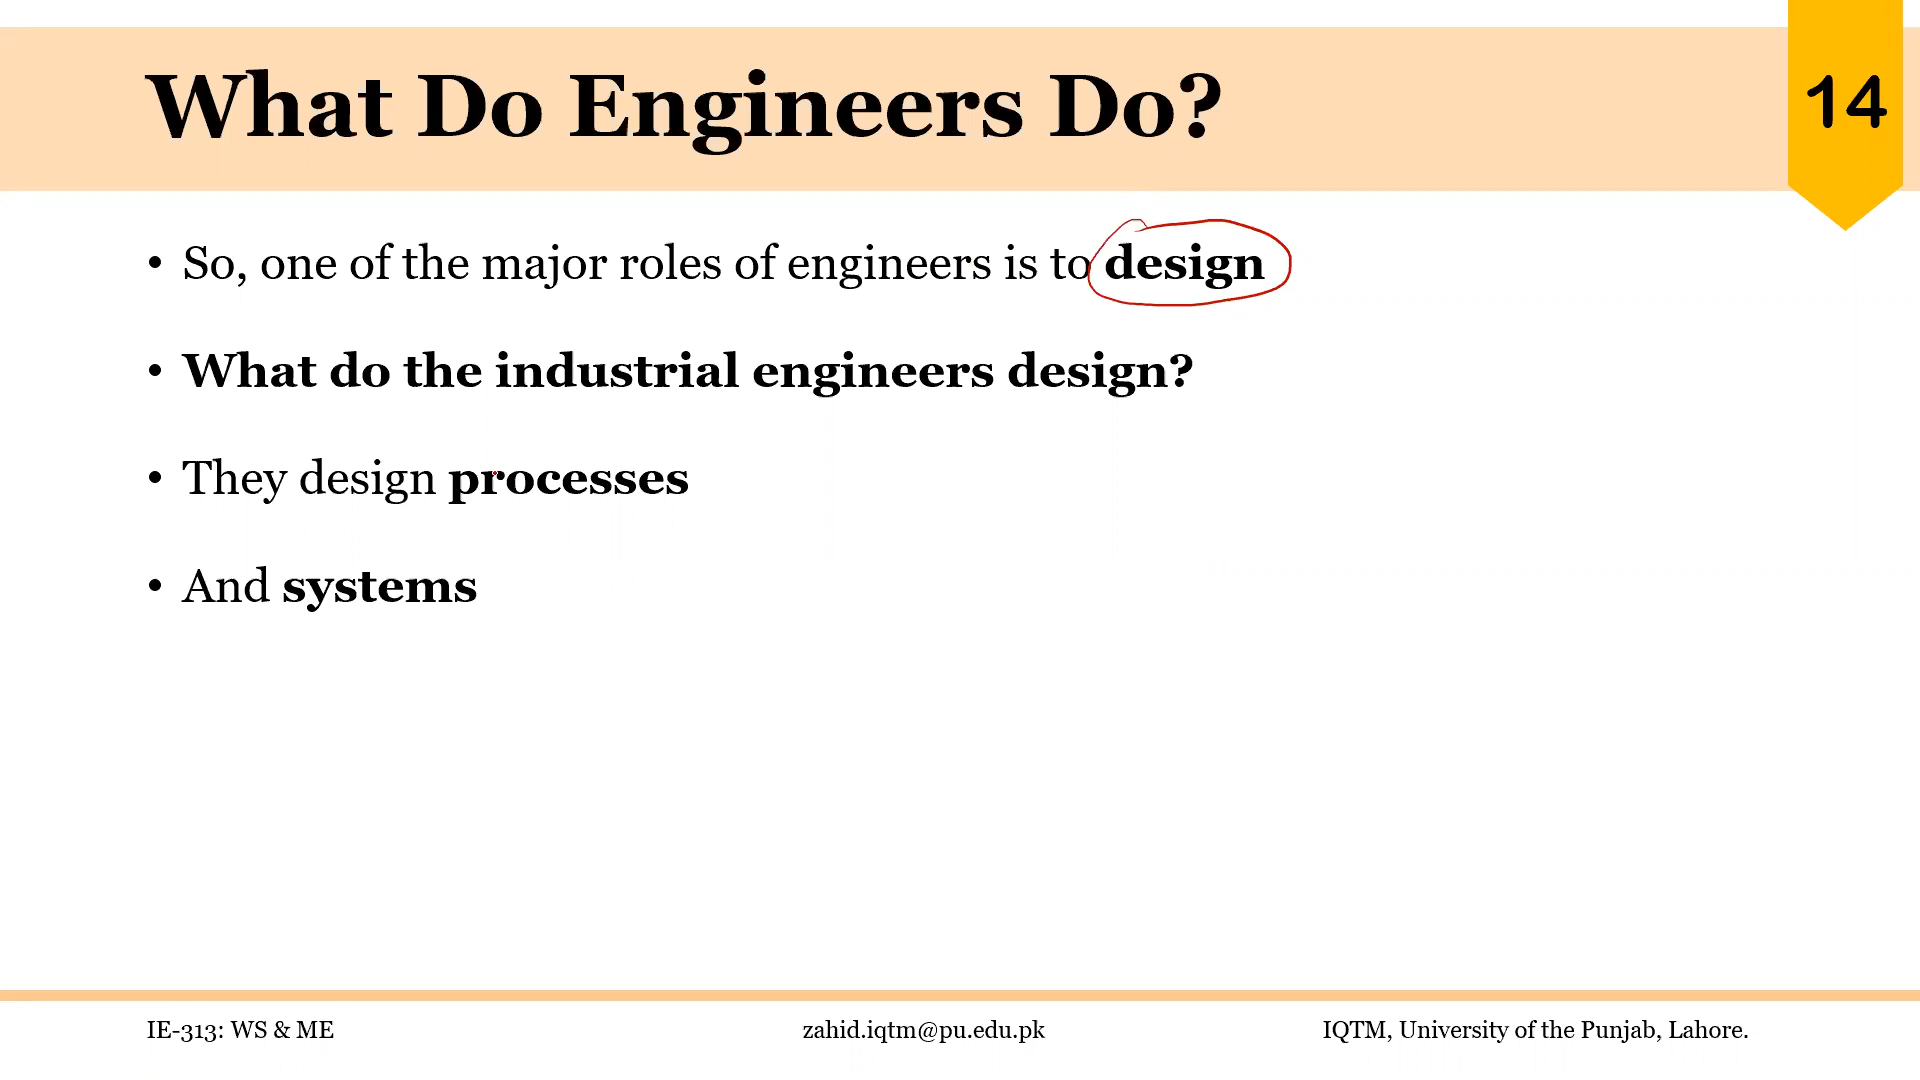 What Do Engineers Do?
14
• So, one of the major roles of engineers is to design
• What do the industrial engineers design?
• They design processes
• And systems
IE-313: WS & ME
zahid.iqtm@pu.edu.pk
IQTM, University of the Punjab, Lahore.